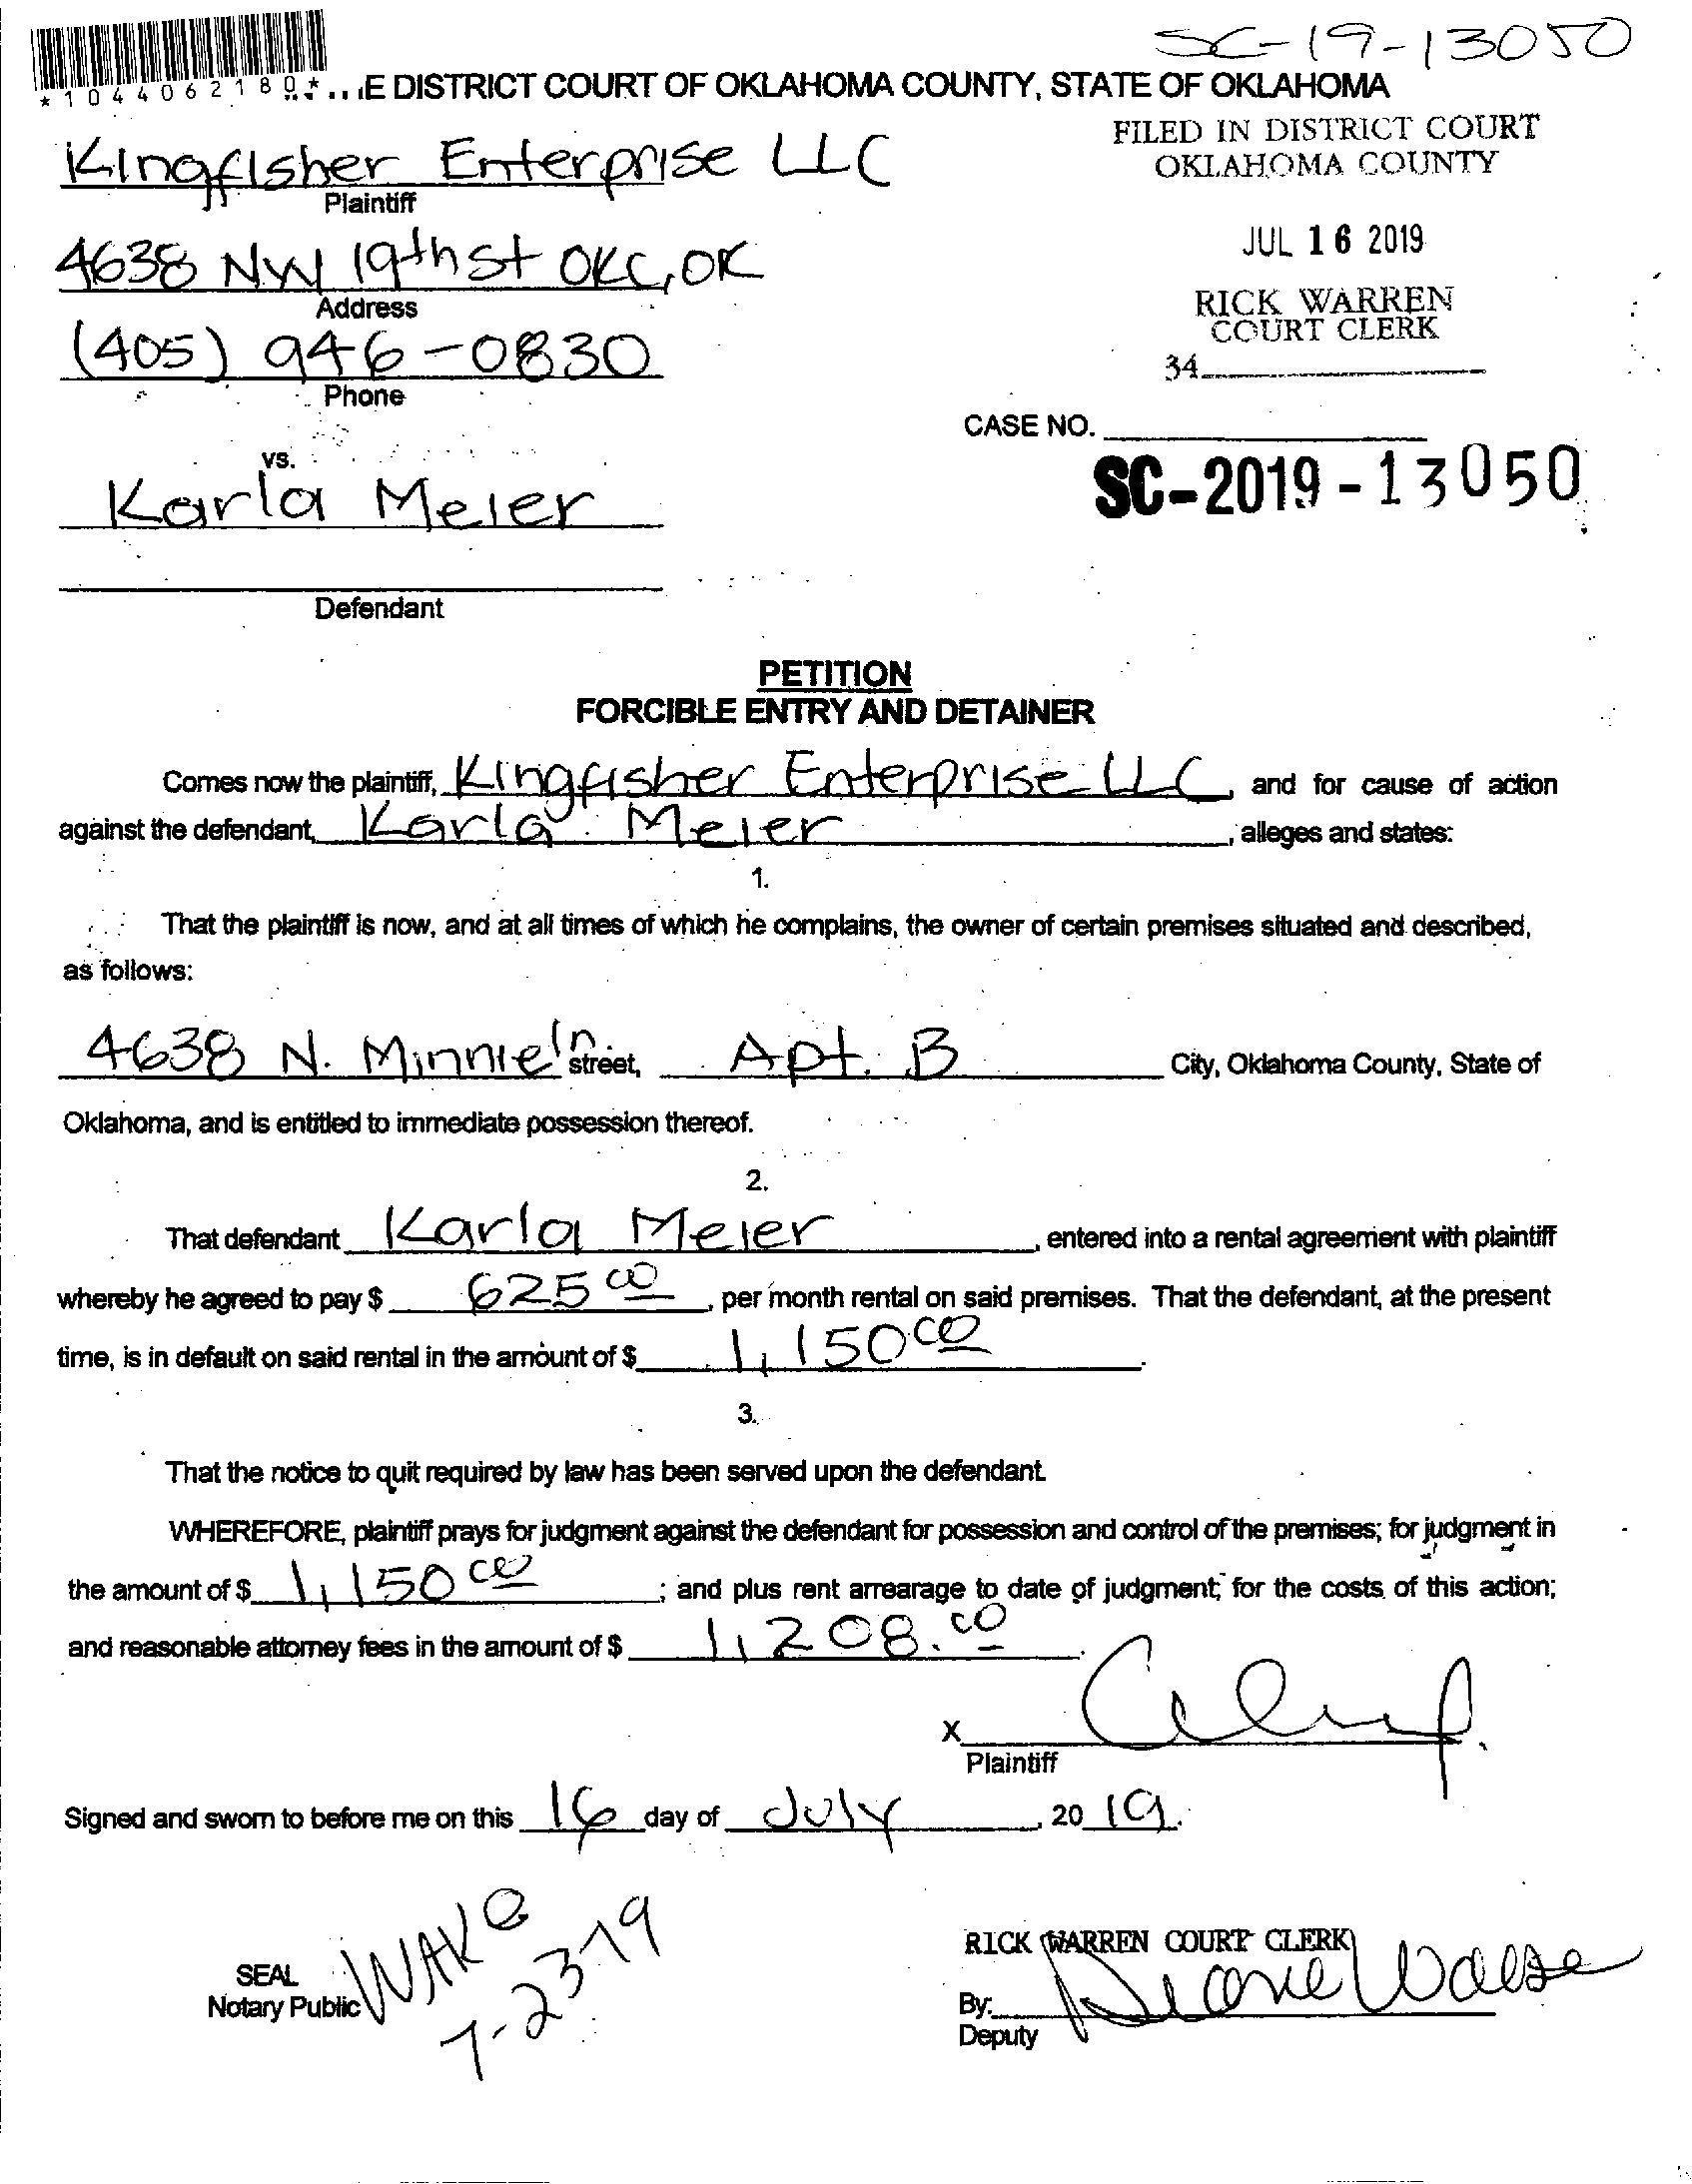 SC-19-13050
*1044062180*
E DISTRICT COURT OF OKLAHOMA COUNTY, STATE OF OKLAHOMA
FILED IN DISTRICT COURT
OKLAHOMA COUNTY
Kingfisher Enterprise LLC
Plaintiff
JUL 16 2019
4638 NW 19th St OKC, OK
Address
RICK WARREN
COURT CLERK
(405) 946-0830
34
Phone
CASE NO.
SC-2019-13050
vs.
Karla Meier
Defendant
PETITION
FORCIBLE ENTRY AND DETAINER
Comes now the plaintiff, Kingfisher Enterprise LLC, and for cause of action
against the defendant, Karla Meier, alleges and states:
1.
That the plaintiff is now, and at all times of which he complains, the owner of certain premises situated and described,
as follows:
4638 N. Minnie ln street, Apt. B City, Oklahoma County, State of
Oklahoma, and is entitled to immediate possession thereof.
2.
That defendant Karla Meier, entered into a rental agreement with plaintiff
whereby he agreed to pay $ 625 00, per month rental on said premises. That the defendant, at the present
time, is in default on said rental in the amount of $ 1,150 00.
3.
That the notice to quit required by law has been served upon the defendant.
WHEREFORE, plaintiff prays for judgment against the defendant for possession and control of the premises; for judgment in
the amount of $ 1,150 00; and plus rent arrearage to date of judgment; for the costs of this action;
and reasonable attorney fees in the amount of $ 1,208.00.
X
Plaintiff
Signed and sworn to before me on this 16 day of July, 2019.
SEAL
Notary Public
7-23-19
RICK WARREN COURT CLERK
By:
Deputy